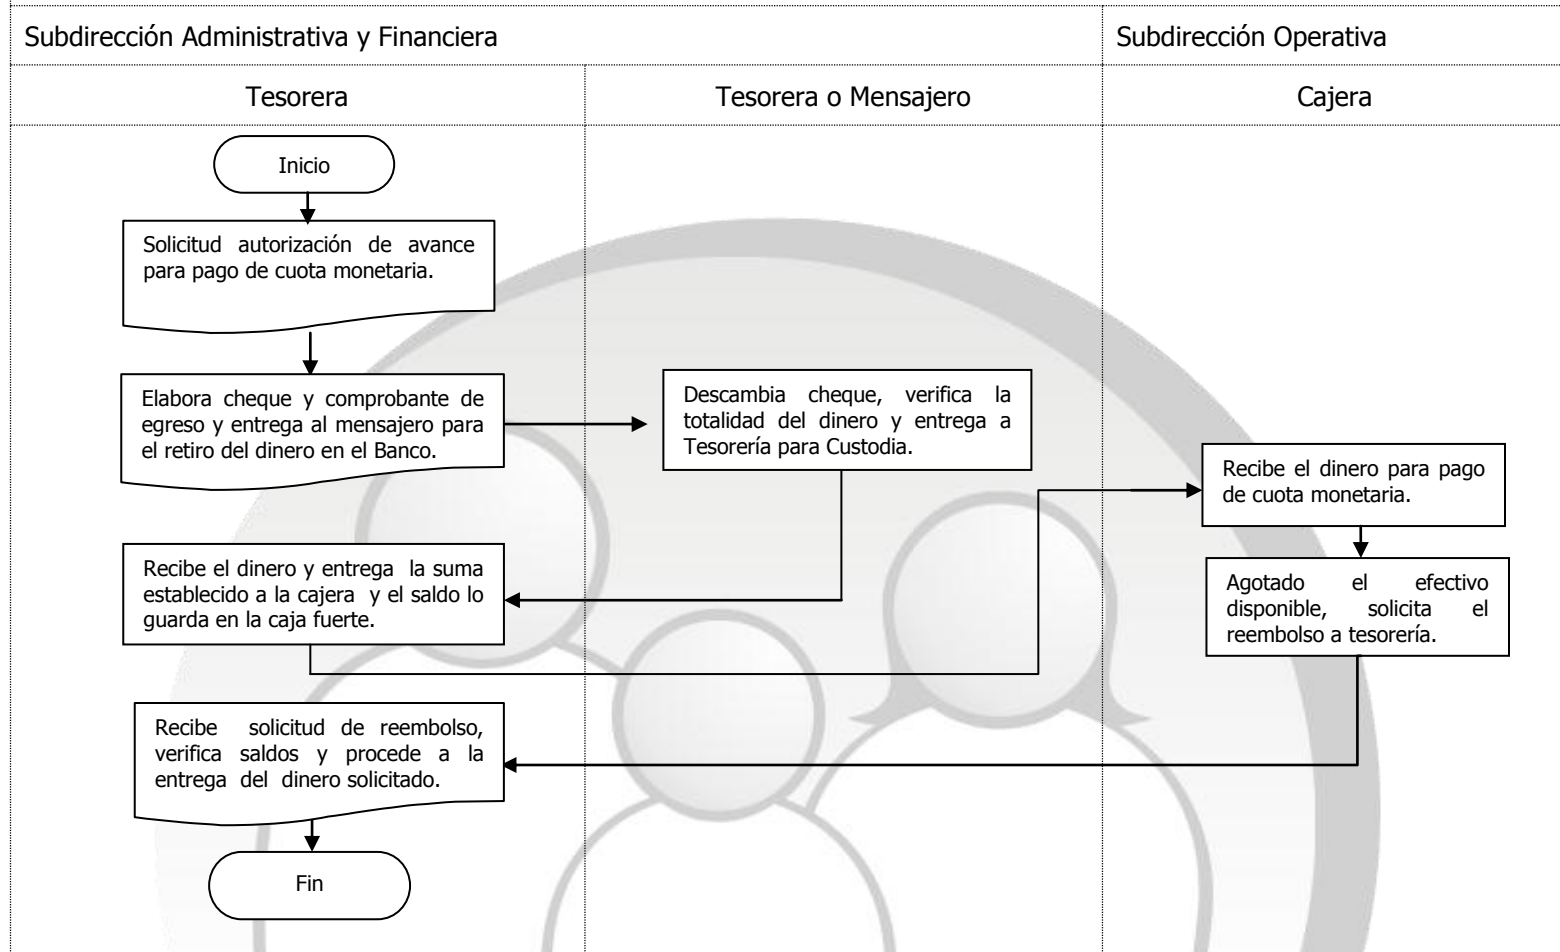 Subdirección Administrativa y Financiera
Subdirección Operativa
Tesorera
Tesorera o Mensajero
Cajera
Inicio
Solicitud autorización de avance
para pago de cuota monetaria.
Elabora cheque y comprobante de
egreso y entrega al mensajero para
el retiro del dinero en el Banco.
Descambia cheque, verifica la
totalidad del dinero y entrega a
Tesorería para Custodia.
Recibe el dinero y entrega la suma
establecido a la cajera y el saldo lo
guarda en la caja fuerte.
Recibe el dinero para pago
de cuota monetaria.
Agotado el efectivo
disponible, solicita el
reembolso a tesorería.
Recibe solicitud de reembolso,
verifica saldos y procede a la
entrega del dinero solicitado.
Fin